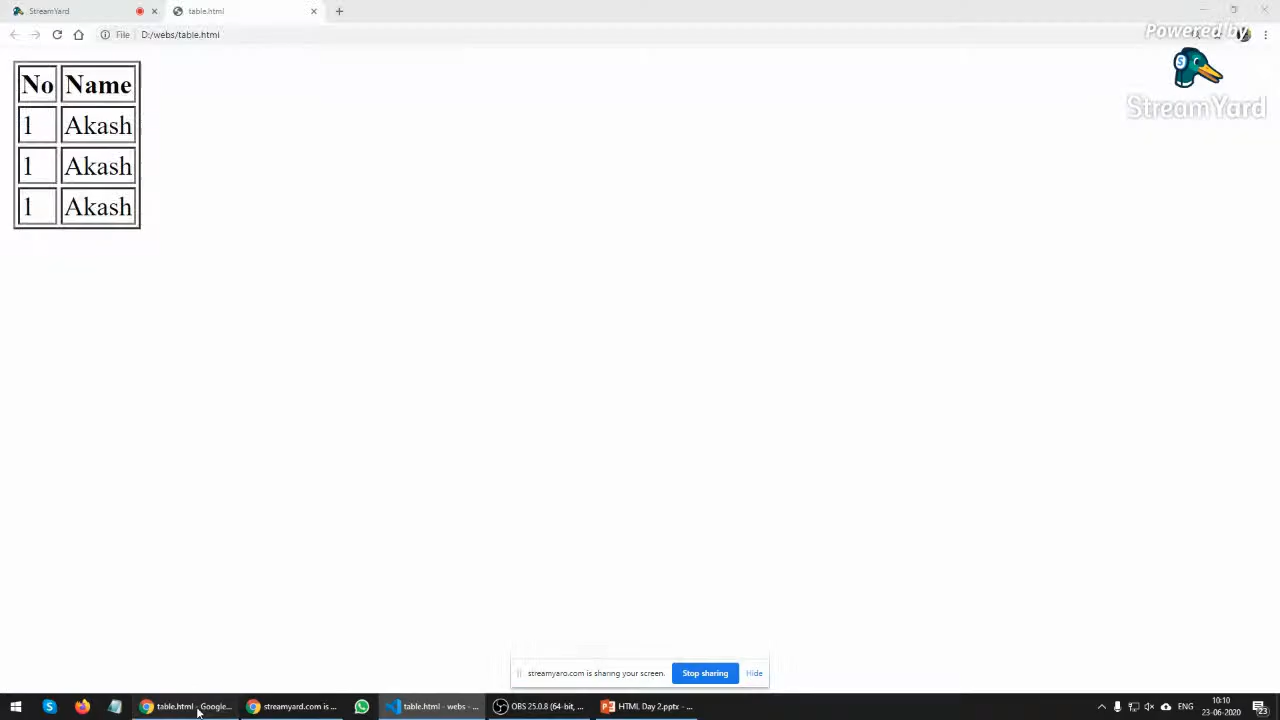 StreamYard
table.html
File
D:/webs/table.html
Powered by
StreamYard
No Name
1 Akash
1 Akash
1 Akash
streamyard.com is sharing your screen.
Stop sharing
Hide
table.html - Google...
streamyard.com is ...
table.html - webs - ...
OBS 25.0.8 (64-bit, ...
HTML Day 2.pptx - ...
ENG
10:10
23-06-2020